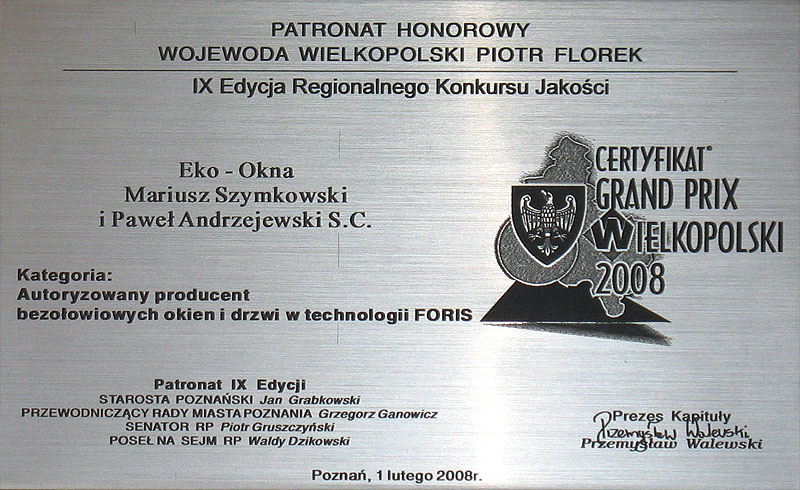 PATRONAT HONOROWY
WOJEWODA WIELKOPOLSKI PIOTR FLOREK
IX Edycja Regionalnego Konkursu Jakości
Eko - Okna
Mariusz Szymkowski
i Paweł Andrzejewski S.C.
CERTYFIKAT®
GRAND PRIX
WIELKOPOLSKI
2008
Kategoria:
Autoryzowany producent
bezołowiowych okien i drzwi w technologii FORIS
Patronat IX Edycji
STAROSTA POZNAŃSKI Jan Grabkowski
PRZEWODNICZĄCY RADY MIASTA POZNANIA Grzegorz Ganowicz
SENATOR RP Piotr Gruszczyński
POSEŁ NA SEJM RP Waldy Dzikowski
Prezes Kapituły
Przemysław Walewski
Przemysław Walewski
Poznań, 1 lutego 2008r.